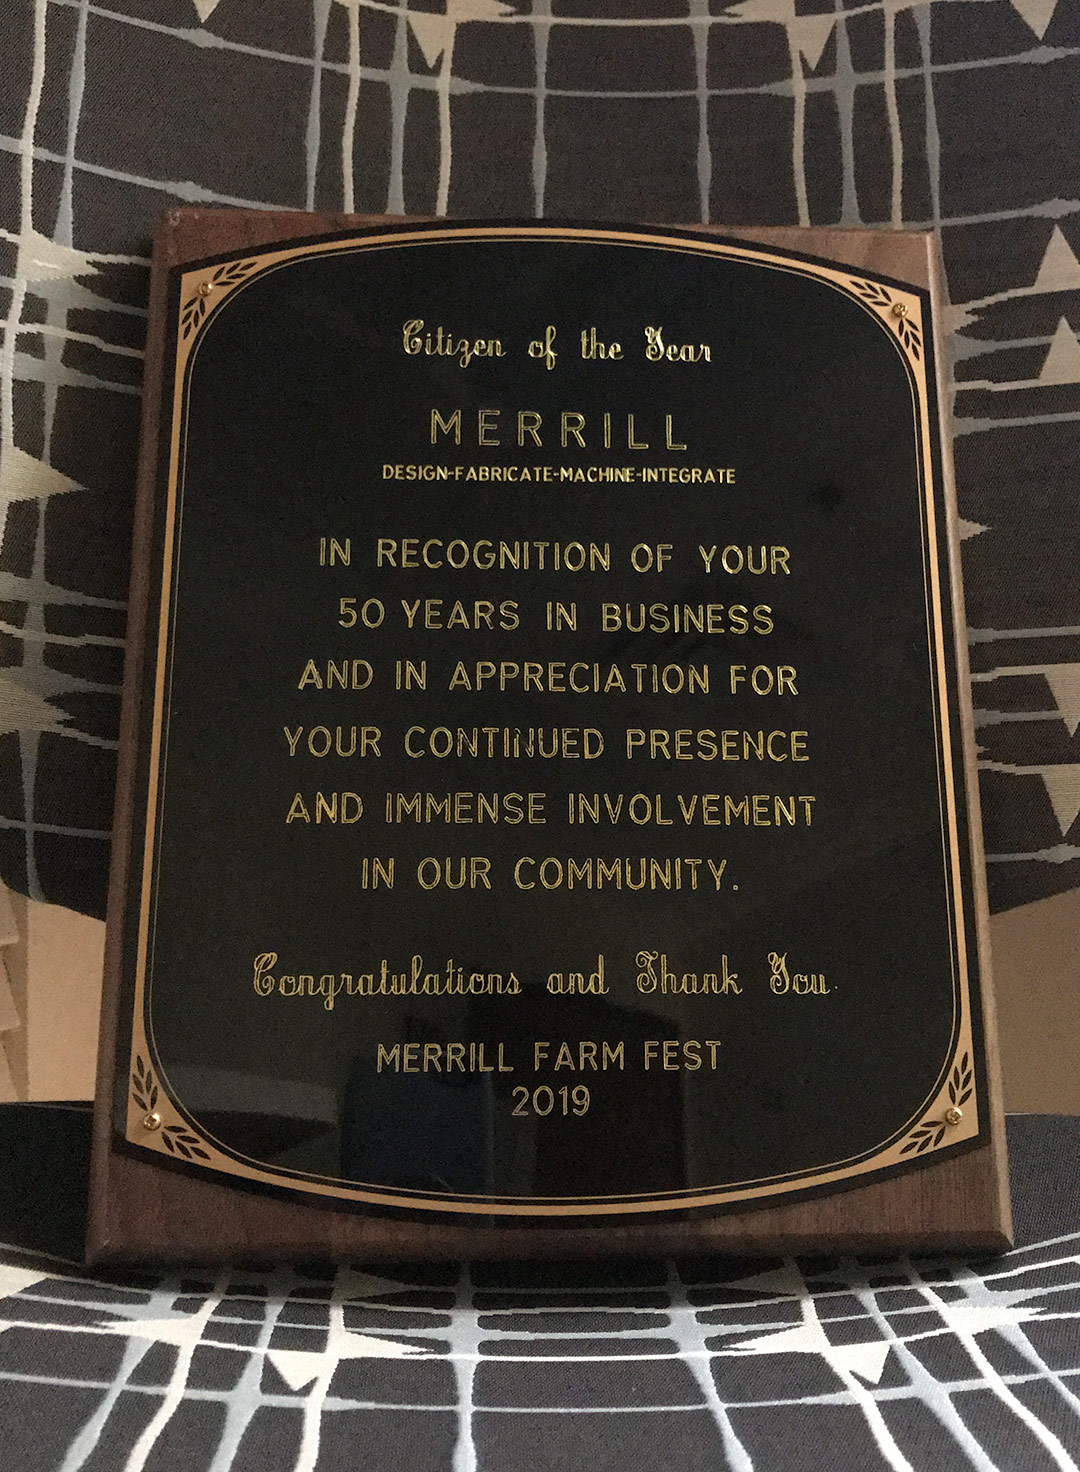 Citizen of the Year
MERRILL
DESIGN-FABRICATE-MACHINE-INTEGRATE
IN RECOGNITION OF YOUR
50 YEARS IN BUSINESS
AND IN APPRECIATION FOR
YOUR CONTINUED PRESENCE
AND IMMENSE INVOLVEMENT
IN OUR COMMUNITY.
Congratulations and Thank You.
MERRILL FARM FEST
2019